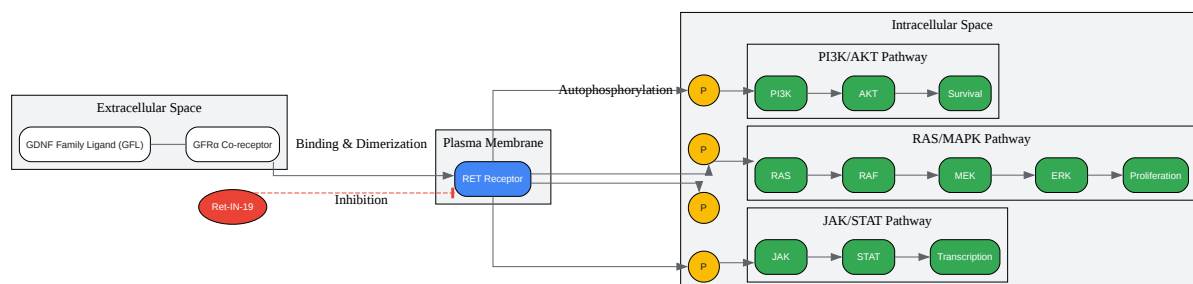 Extracellular Space
GDNF Family Ligand (GFL)
GFRα Co-receptor
Binding & Dimerization
Ret-IN-19
Inhibition
Plasma Membrane
RET Receptor
Autophosphorylation
Intracellular Space
P
P
P
P
PI3K/AKT Pathway
PI3K
AKT
Survival
RAS/MAPK Pathway
RAS
RAF
MEK
ERK
Proliferation
JAK/STAT Pathway
JAK
STAT
Transcription